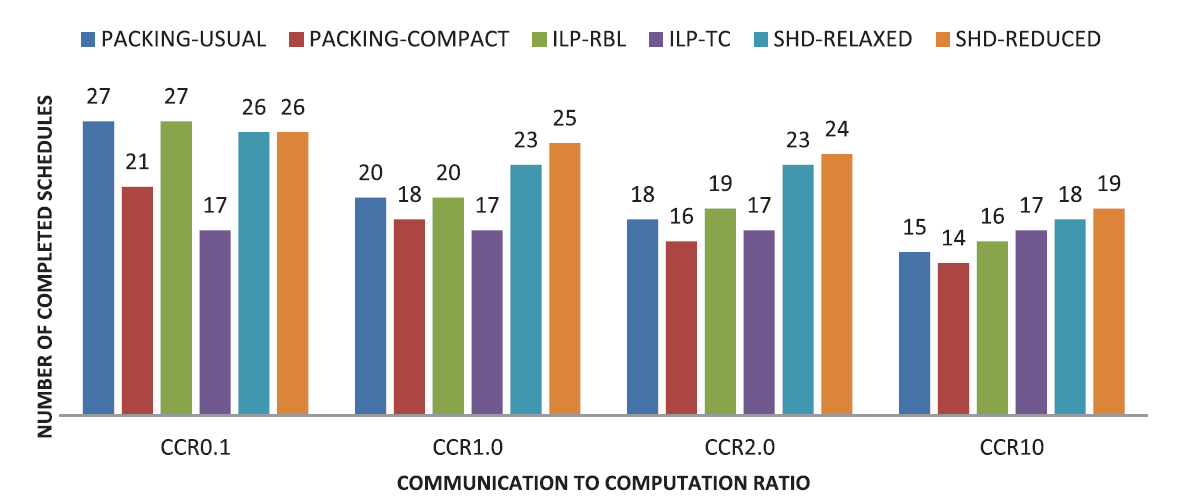 PACKING-USUAL PACKING-COMPACT ILP-RBL ILP-TC SHD-RELAXED SHD-REDUCED
NUMBER OF COMPLETED SCHEDULES
27 21 27 17 26 26
20 18 20 17 23 25
18 16 19 17 23 24
15 14 16 17 18 19
CCR0.1 CCR1.0 CCR2.0 CCR10
COMMUNICATION TO COMPUTATION RATIO